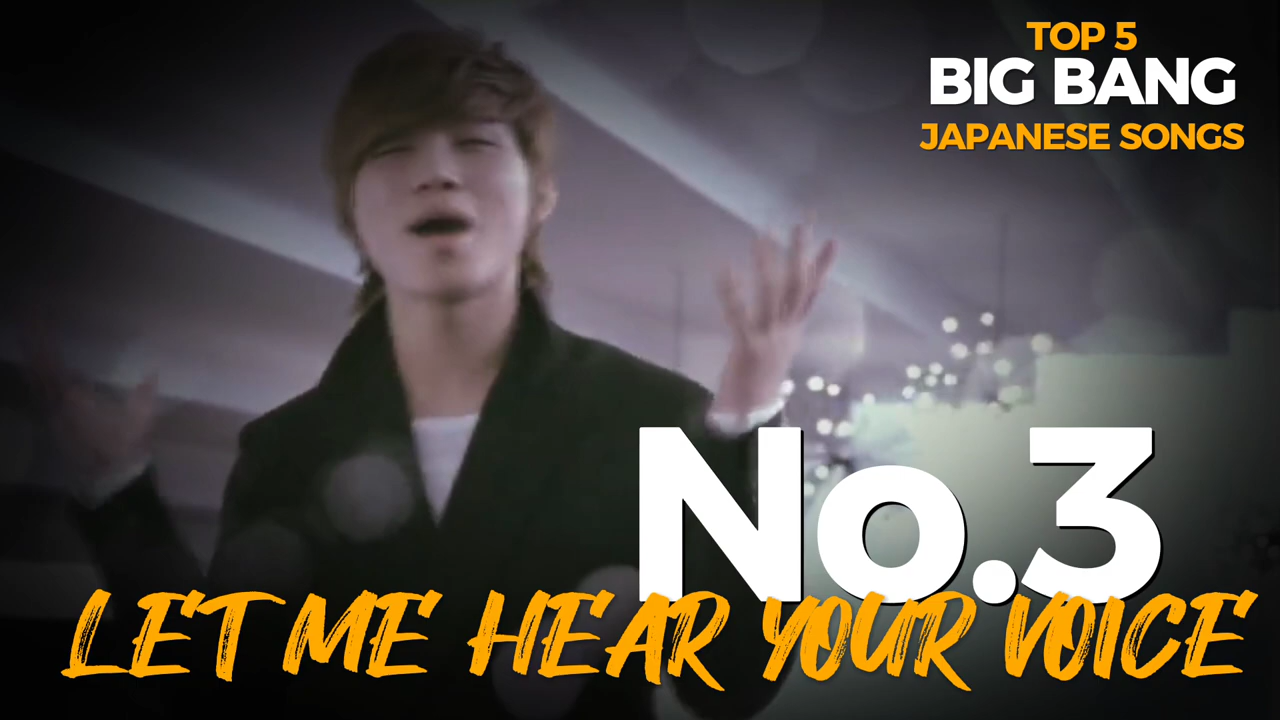 TOP 5
BIG BANG
JAPANESE SONGS
No.3
LET ME HEAR YOUR VOICE